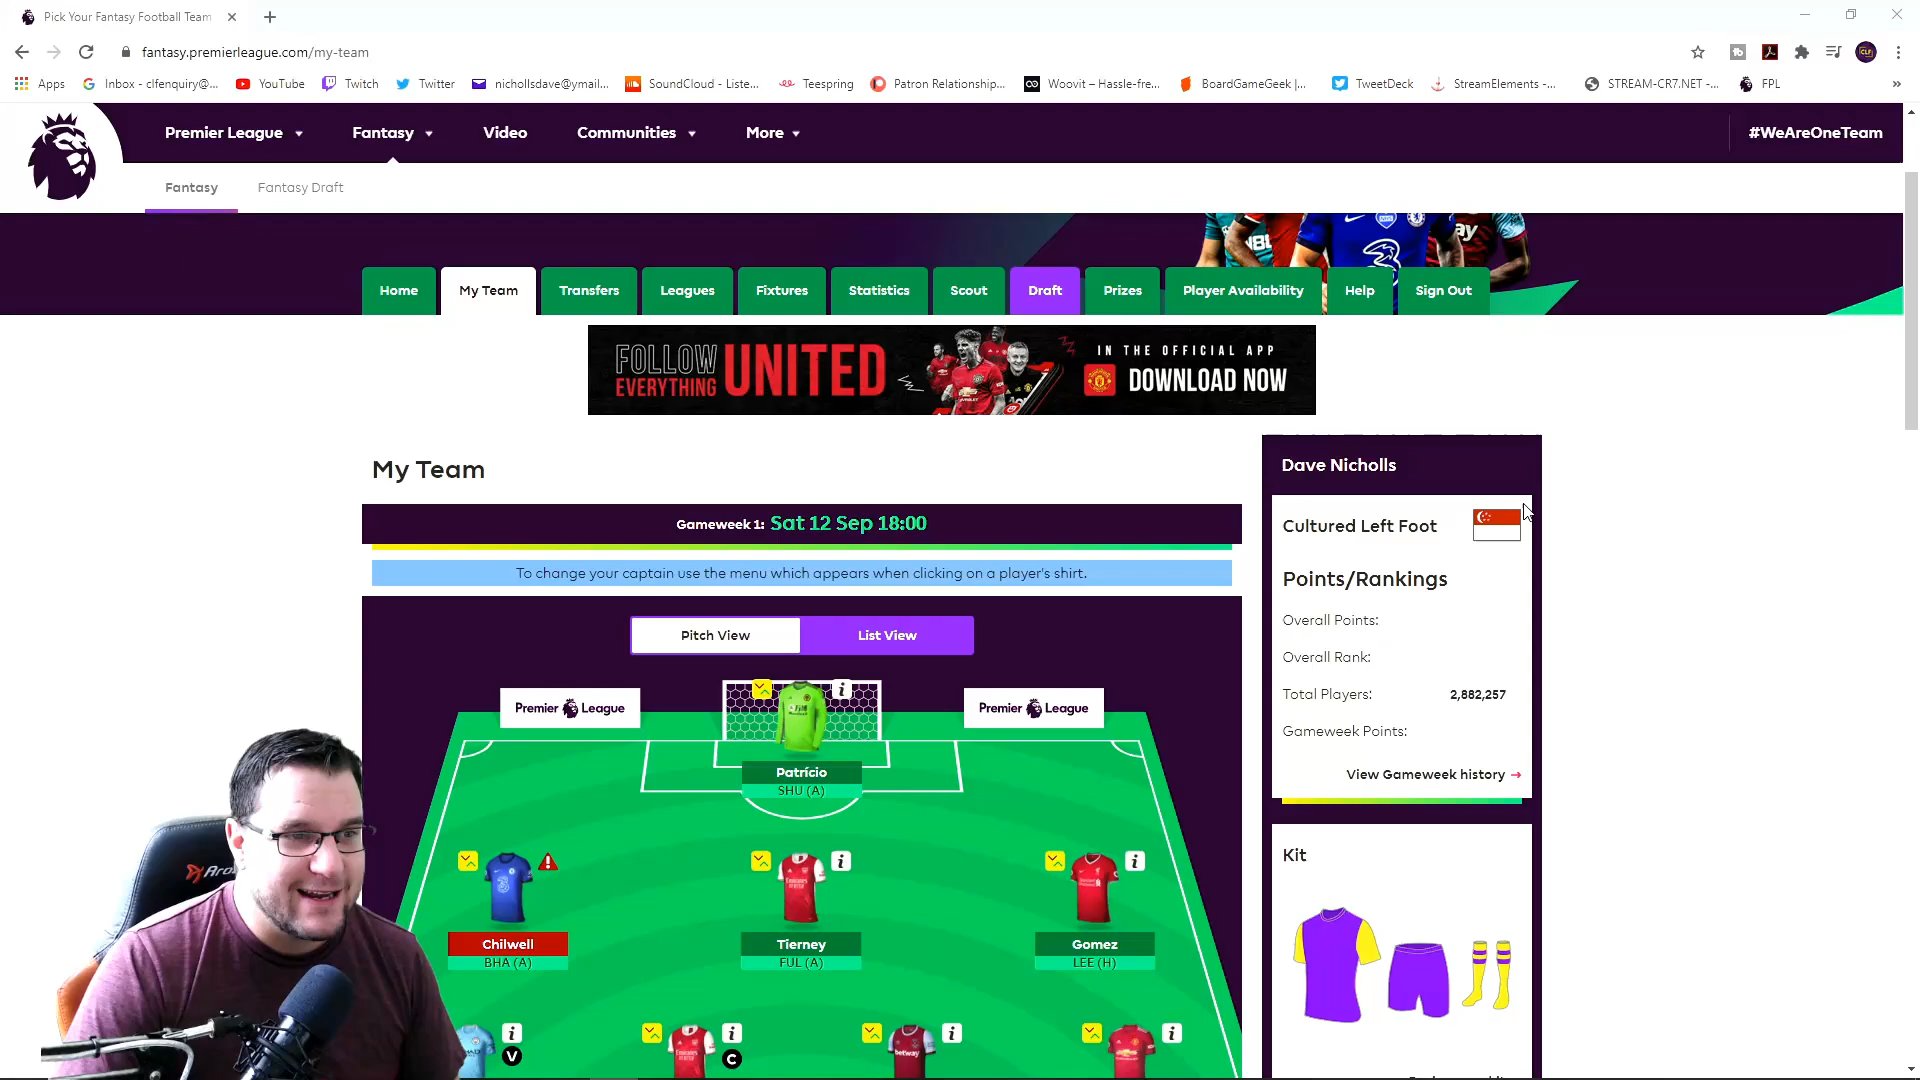 Pick Your Fantasy Football Team
fantasy.premierleague.com/my-team
Apps Inbox - clfenquiry@... YouTube Twitch Twitter nichollsdave@ymail... SoundCloud - Liste... Teespring Patron Relationship... Woovit – Hassle-fre... BoardGameGeek |... TweetDeck StreamElements -... STREAM-CR7.NET -... FPL »
Premier League Fantasy Video Communities More #WeAreOneTeam
Fantasy Fantasy Draft
Home My Team Transfers Leagues Fixtures Statistics Scout Draft Prizes Player Availability Help Sign Out
FOLLOW EVERYTHING UNITED IN THE OFFICIAL APP DOWNLOAD NOW
My Team
Gameweek 1: Sat 12 Sep 18:00
To change your captain use the menu which appears when clicking on a player's shirt.
Pitch View List View
Premier League Premier League
Patrício
SHU (A)
Chilwell
BHA (A)
Tierney
FUL (A)
Gomez
LEE (H)
V
C
betway
Dave Nicholls
Cultured Left Foot
Points/Rankings
Overall Points:
Overall Rank:
Total Players: 2,882,257
Gameweek Points:
View Gameweek history
Kit